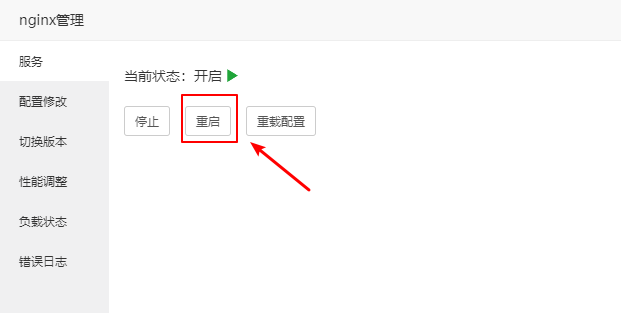 nginx管理
服务
配置修改
切换版本
性能调整
负载状态
错误日志
当前状态：开启
停止 重启 重载配置